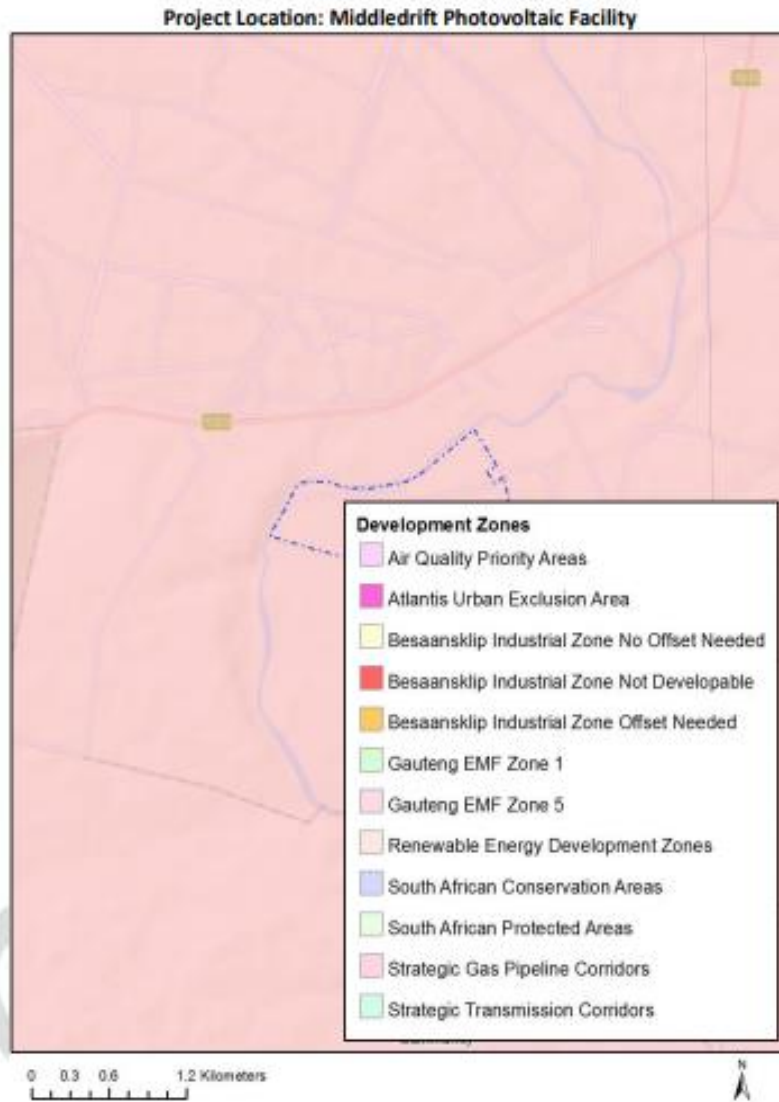 Project Location: Middledrift Photovoltaic Facility
Development Zones
Air Quality Priority Areas
Atlantis Urban Exclusion Area
Besaansklip Industrial Zone No Offset Needed
Besaansklip Industrial Zone Not Developable
Besaansklip Industrial Zone Offset Needed
Gauteng EMF Zone 1
Gauteng EMF Zone 5
Renewable Energy Development Zones
South African Conservation Areas
South African Protected Areas
Strategic Gas Pipeline Corridors
Strategic Transmission Corridors
0 0.3 0.6 1.2 Kilometers
N